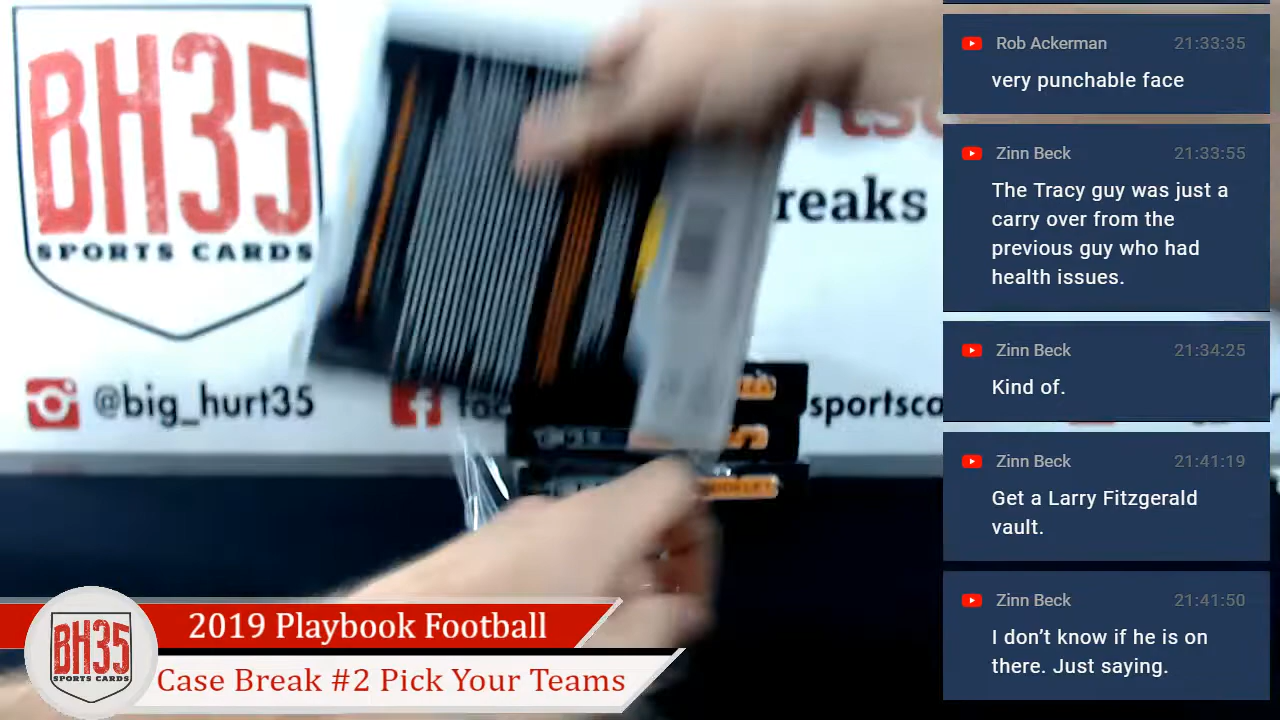 BH35
SPORTS CARDS
reaks
@big_hurt35
sportsca
2019 Playbook Football
Case Break #2 Pick Your Teams
BH35
SPORTS CARDS
Rob Ackerman 21:33:35
very punchable face
Zinn Beck 21:33:55
The Tracy guy was just a
carry over from the
previous guy who had
health issues.
Zinn Beck 21:34:25
Kind of.
Zinn Beck 21:41:19
Get a Larry Fitzgerald
vault.
Zinn Beck 21:41:50
I don’t know if he is on
there. Just saying.